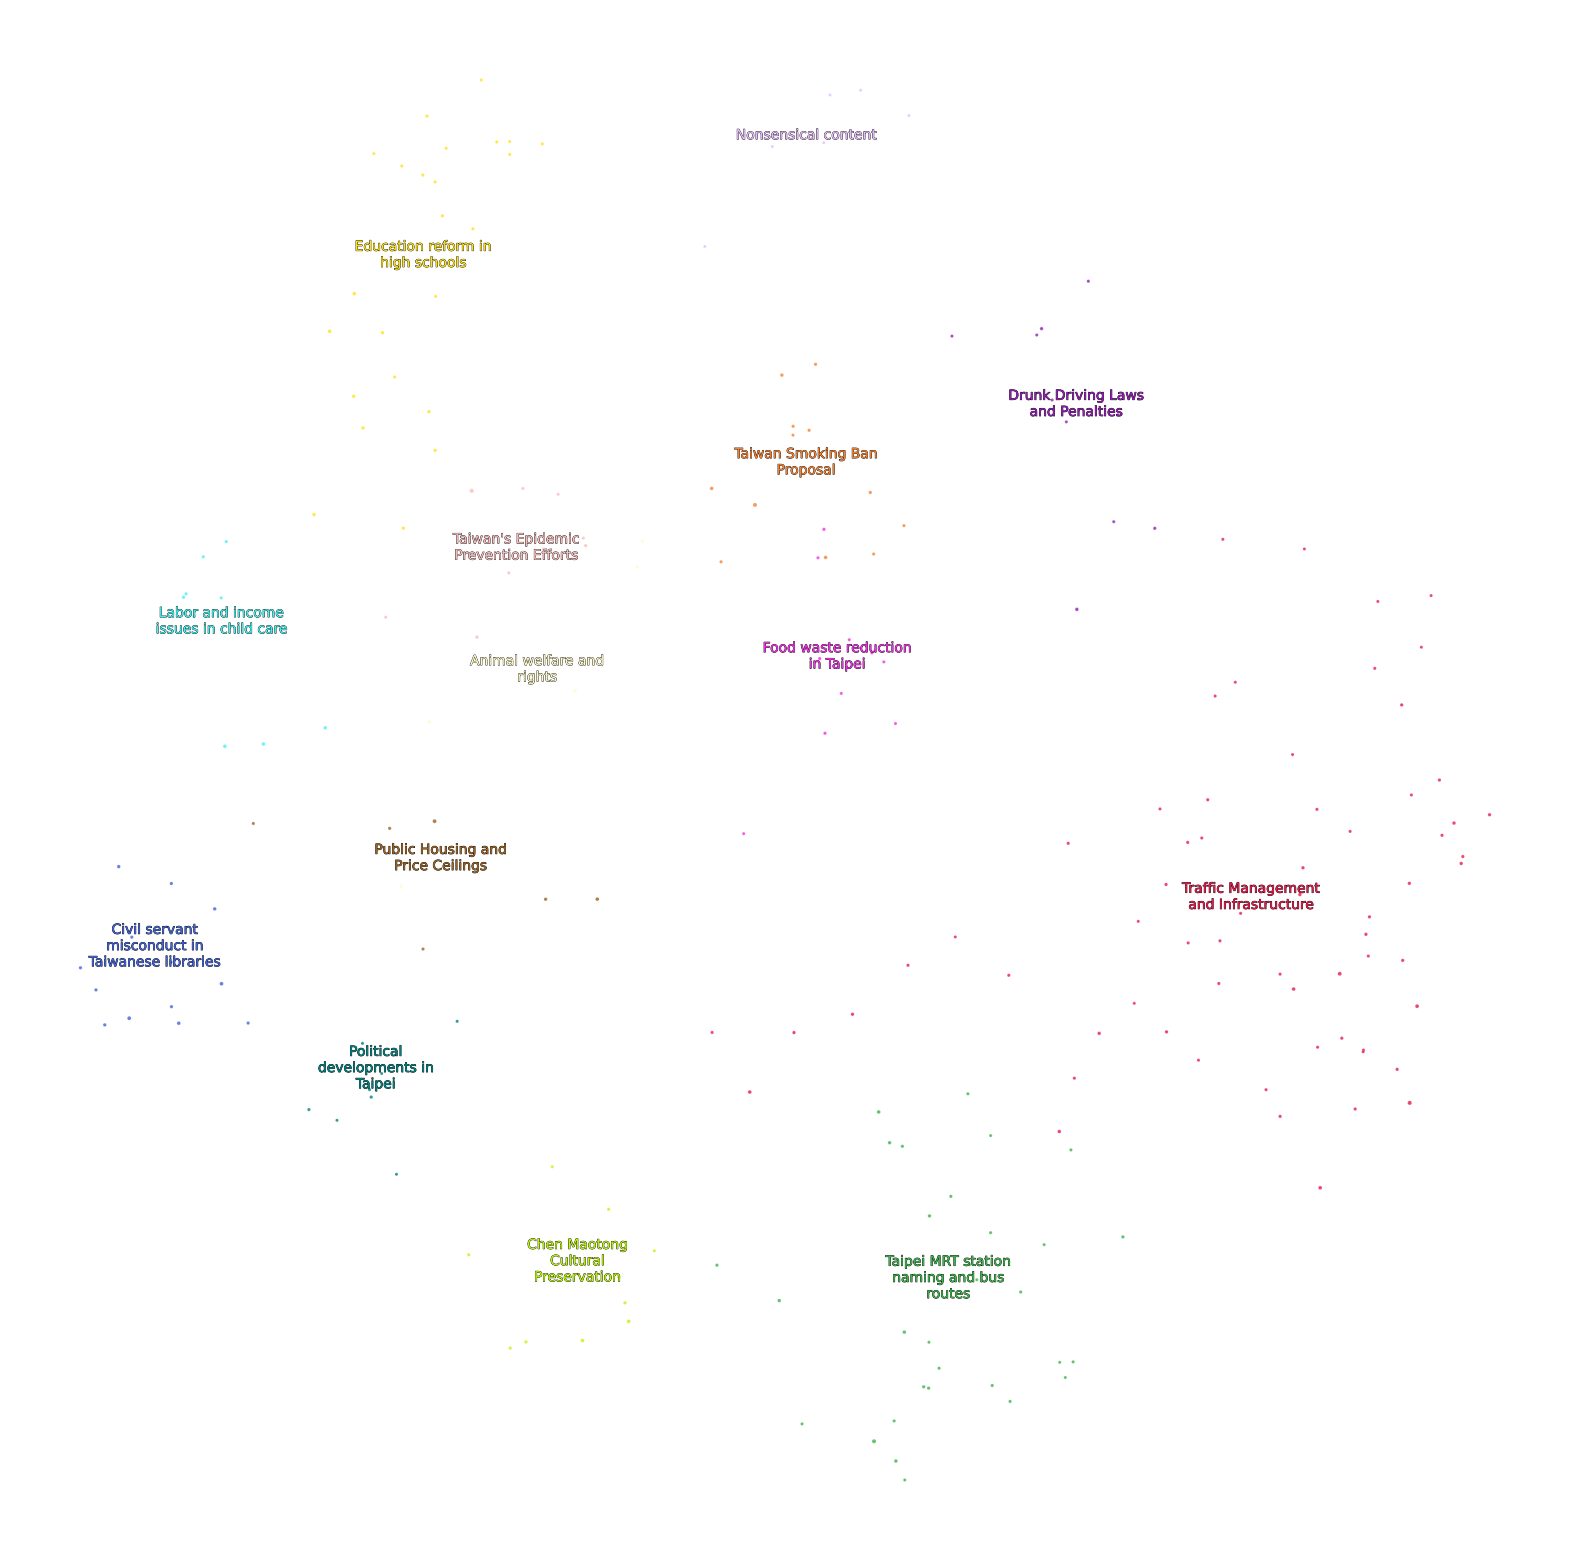 Nonsensical content
Education reform in
high schools
Drunk Driving Laws
and Penalties
Taiwan Smoking Ban
Proposal
Taiwan's Epidemic
Prevention Efforts
Labor and income
issues in child care
Food waste reduction
in Taipei
Animal welfare and
rights
Public Housing and
Price Ceilings
Traffic Management
and Infrastructure
Civil servant
misconduct in
Taiwanese libraries
Political
developments in
Taipei
Chen Maotong
Cultural
Preservation
Taipei MRT station
naming and bus
routes